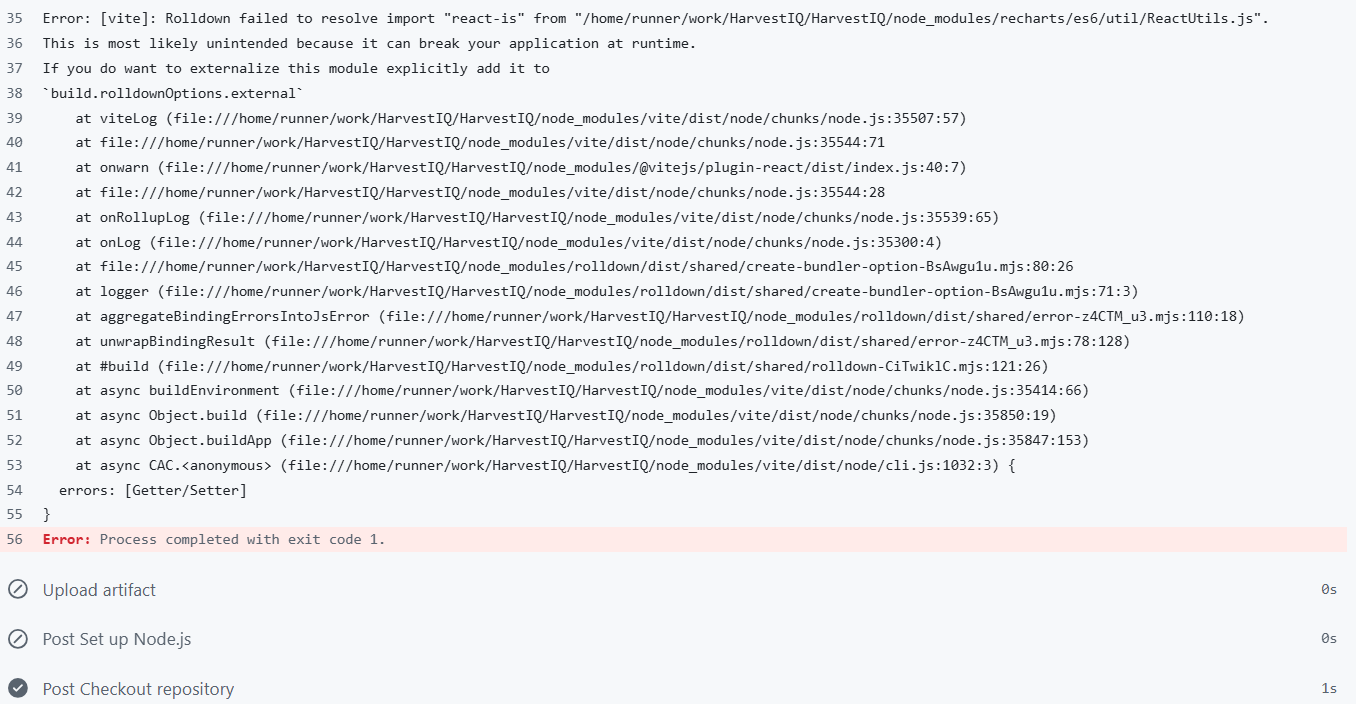 35 Error: [vite]: Rolldown failed to resolve import "react-is" from "/home/runner/work/HarvestIQ/HarvestIQ/node_modules/recharts/es6/util/ReactUtils.js".
36 This is most likely unintended because it can break your application at runtime.
37 If you do want to externalize this module explicitly add it to
38 `build.rolldownOptions.external`
39     at viteLog (file:///home/runner/work/HarvestIQ/HarvestIQ/node_modules/vite/dist/node/chunks/node.js:35507:57)
40     at file:///home/runner/work/HarvestIQ/HarvestIQ/node_modules/vite/dist/node/chunks/node.js:35544:71
41     at onwarn (file:///home/runner/work/HarvestIQ/HarvestIQ/node_modules/@vitejs/plugin-react/dist/index.js:40:7)
42     at file:///home/runner/work/HarvestIQ/HarvestIQ/node_modules/vite/dist/node/chunks/node.js:35544:28
43     at onRollupLog (file:///home/runner/work/HarvestIQ/HarvestIQ/node_modules/vite/dist/node/chunks/node.js:35539:65)
44     at onLog (file:///home/runner/work/HarvestIQ/HarvestIQ/node_modules/vite/dist/node/chunks/node.js:35300:4)
45     at file:///home/runner/work/HarvestIQ/HarvestIQ/node_modules/rolldown/dist/shared/create-bundler-option-BsAwgu1u.mjs:80:26
46     at logger (file:///home/runner/work/HarvestIQ/HarvestIQ/node_modules/rolldown/dist/shared/create-bundler-option-BsAwgu1u.mjs:71:3)
47     at aggregateBindingErrorsIntoJsError (file:///home/runner/work/HarvestIQ/HarvestIQ/node_modules/rolldown/dist/shared/error-z4CTM_u3.mjs:110:18)
48     at unwrapBindingResult (file:///home/runner/work/HarvestIQ/HarvestIQ/node_modules/rolldown/dist/shared/error-z4CTM_u3.mjs:78:128)
49     at #build (file:///home/runner/work/HarvestIQ/HarvestIQ/node_modules/rolldown/dist/shared/rolldown-CiTwiklC.mjs:121:26)
50     at async buildEnvironment (file:///home/runner/work/HarvestIQ/HarvestIQ/node_modules/vite/dist/node/chunks/node.js:35414:66)
51     at async Object.build (file:///home/runner/work/HarvestIQ/HarvestIQ/node_modules/vite/dist/node/chunks/node.js:35850:19)
52     at async Object.buildApp (file:///home/runner/work/HarvestIQ/HarvestIQ/node_modules/vite/dist/node/chunks/node.js:35847:153)
53     at async CAC.<anonymous> (file:///home/runner/work/HarvestIQ/HarvestIQ/node_modules/vite/dist/node/cli.js:1032:3) {
54   errors: [Getter/Setter]
55 }
56 Error: Process completed with exit code 1.
Upload artifact 0s
Post Set up Node.js 0s
Post Checkout repository 1s